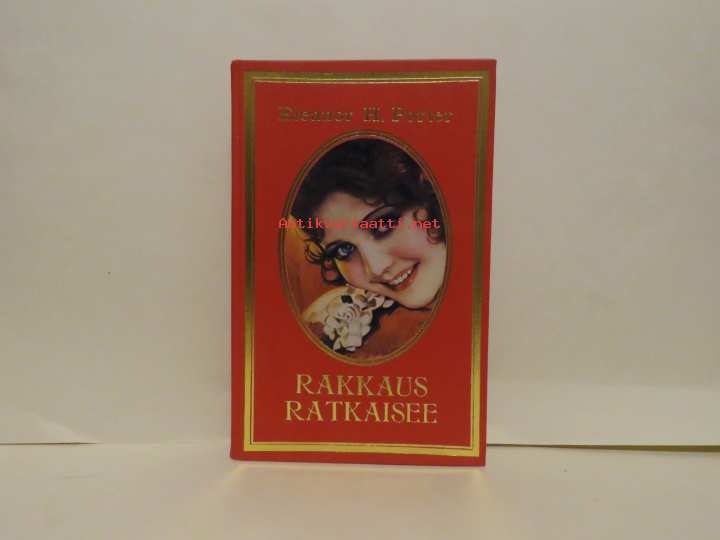 Eleanor H. Porter
Antikvariaatti.net
RAKKAUS
RATKAISEE